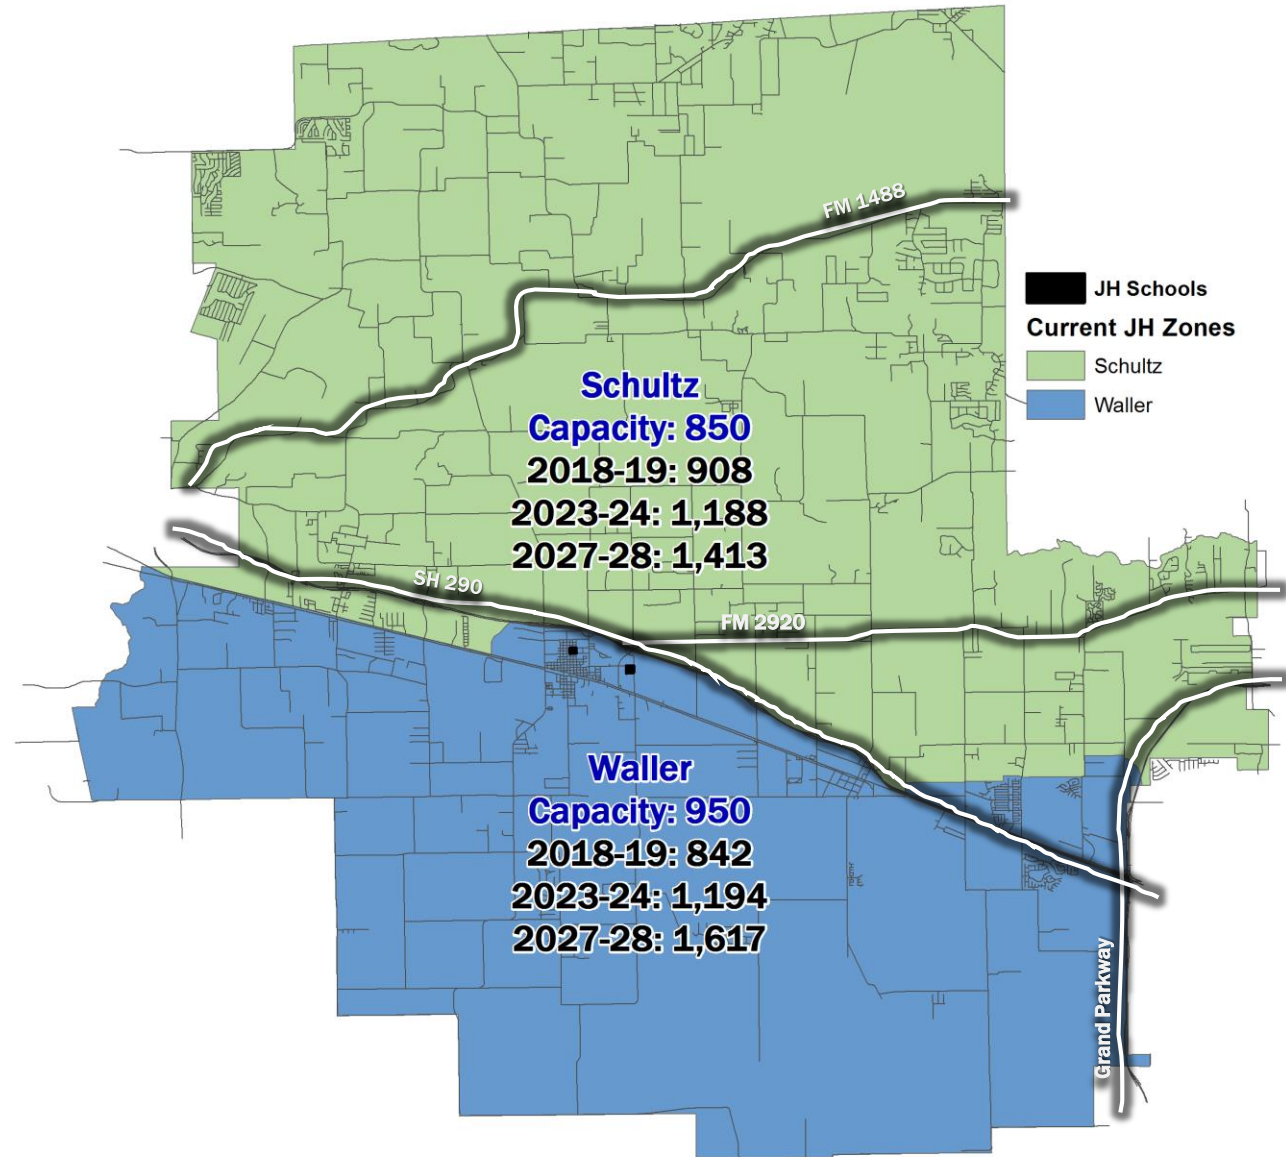 FM 1488
JH Schools
Current JH Zones
Schultz
Waller
Schultz
Capacity: 850
2018-19: 908
2023-24: 1,188
2027-28: 1,413
SH 290
FM 2920
Waller
Capacity: 950
2018-19: 842
2023-24: 1,194
2027-28: 1,617
Grand Parkway